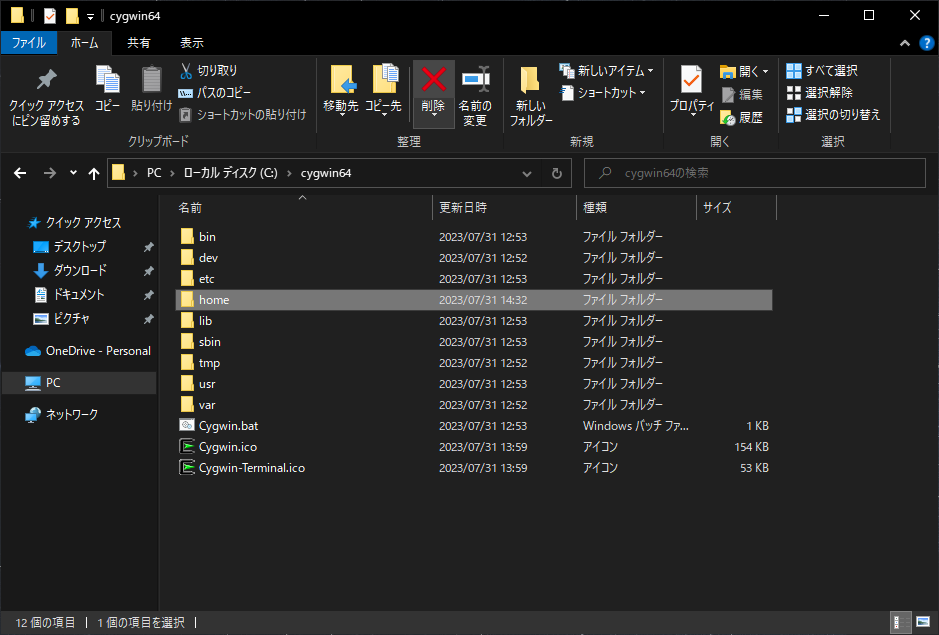 cygwin64
ファイル ホーム 共有 表示
クイック アクセス
にピン留めする
コピー
貼り付け
切り取り
パスのコピー
ショートカットの貼り付け
クリップボード
移動先
コピー先
削除
名前の
変更
整理
新しい
フォルダー
新しいアイテム
ショートカット
新規
プロパティ
開く
編集
履歴
開く
すべて選択
選択解除
選択の切り替え
選択
PC › ローカル ディスク (C:) › cygwin64
cygwin64の検索
クイック アクセス
デスクトップ
ダウンロード
ドキュメント
ピクチャ
OneDrive - Personal
PC
ネットワーク
名前 更新日時 種類 サイズ
bin 2023/07/31 12:53 ファイル フォルダー
dev 2023/07/31 12:52 ファイル フォルダー
etc 2023/07/31 12:53 ファイル フォルダー
home 2023/07/31 14:32 ファイル フォルダー
lib 2023/07/31 12:53 ファイル フォルダー
sbin 2023/07/31 12:53 ファイル フォルダー
tmp 2023/07/31 12:52 ファイル フォルダー
usr 2023/07/31 12:53 ファイル フォルダー
var 2023/07/31 12:52 ファイル フォルダー
Cygwin.bat 2023/07/31 12:53 Windows バッチ ファ... 1 KB
Cygwin.ico 2023/07/31 13:59 アイコン 154 KB
Cygwin-Terminal.ico 2023/07/31 13:59 アイコン 53 KB
12 個の項目 1 個の項目を選択